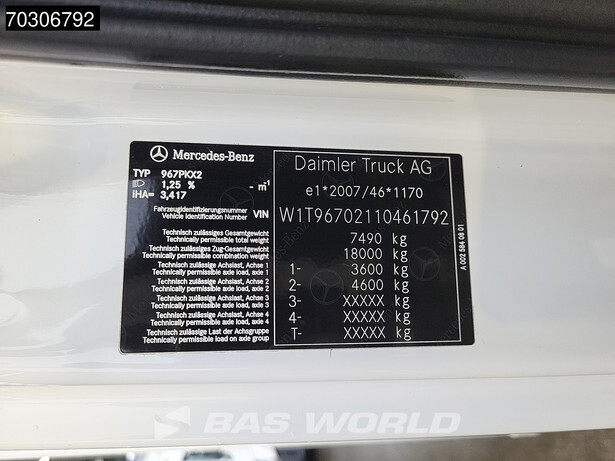 70306792
Mercedes-Benz
TYP 967PKX2
1,25 % - m⁻¹
IHA= 3,417
Fahrzeugidentifizierungsnummer
Vehicle Identification Number VIN
Technisch zulässiges Gesamtgewicht
Technically permissible total weight
Technisch zulässiges Zug-Gesamtgewicht
Technically permissible combination weight
Technisch zulässige Achslast, Achse 1
Technically permissible axle load, axle 1
Technisch zulässige Achslast, Achse 2
Technically permissible axle load, axle 2
Technisch zulässige Achslast, Achse 3
Technically permissible axle load, axle 3
Technisch zulässige Achslast, Achse 4
Technically permissible axle load, axle 4
Technisch zulässige Last der Achsgruppe
Technically permissible load on axle group
Daimler Truck AG
e1*2007/46*1170
W1T96702110461792
7490 kg
18000 kg
1- 3600 kg
2- 4600 kg
3- XXXXX kg
4- XXXXX kg
T- XXXXX kg
A 002 584 08 01
BAS WORLD